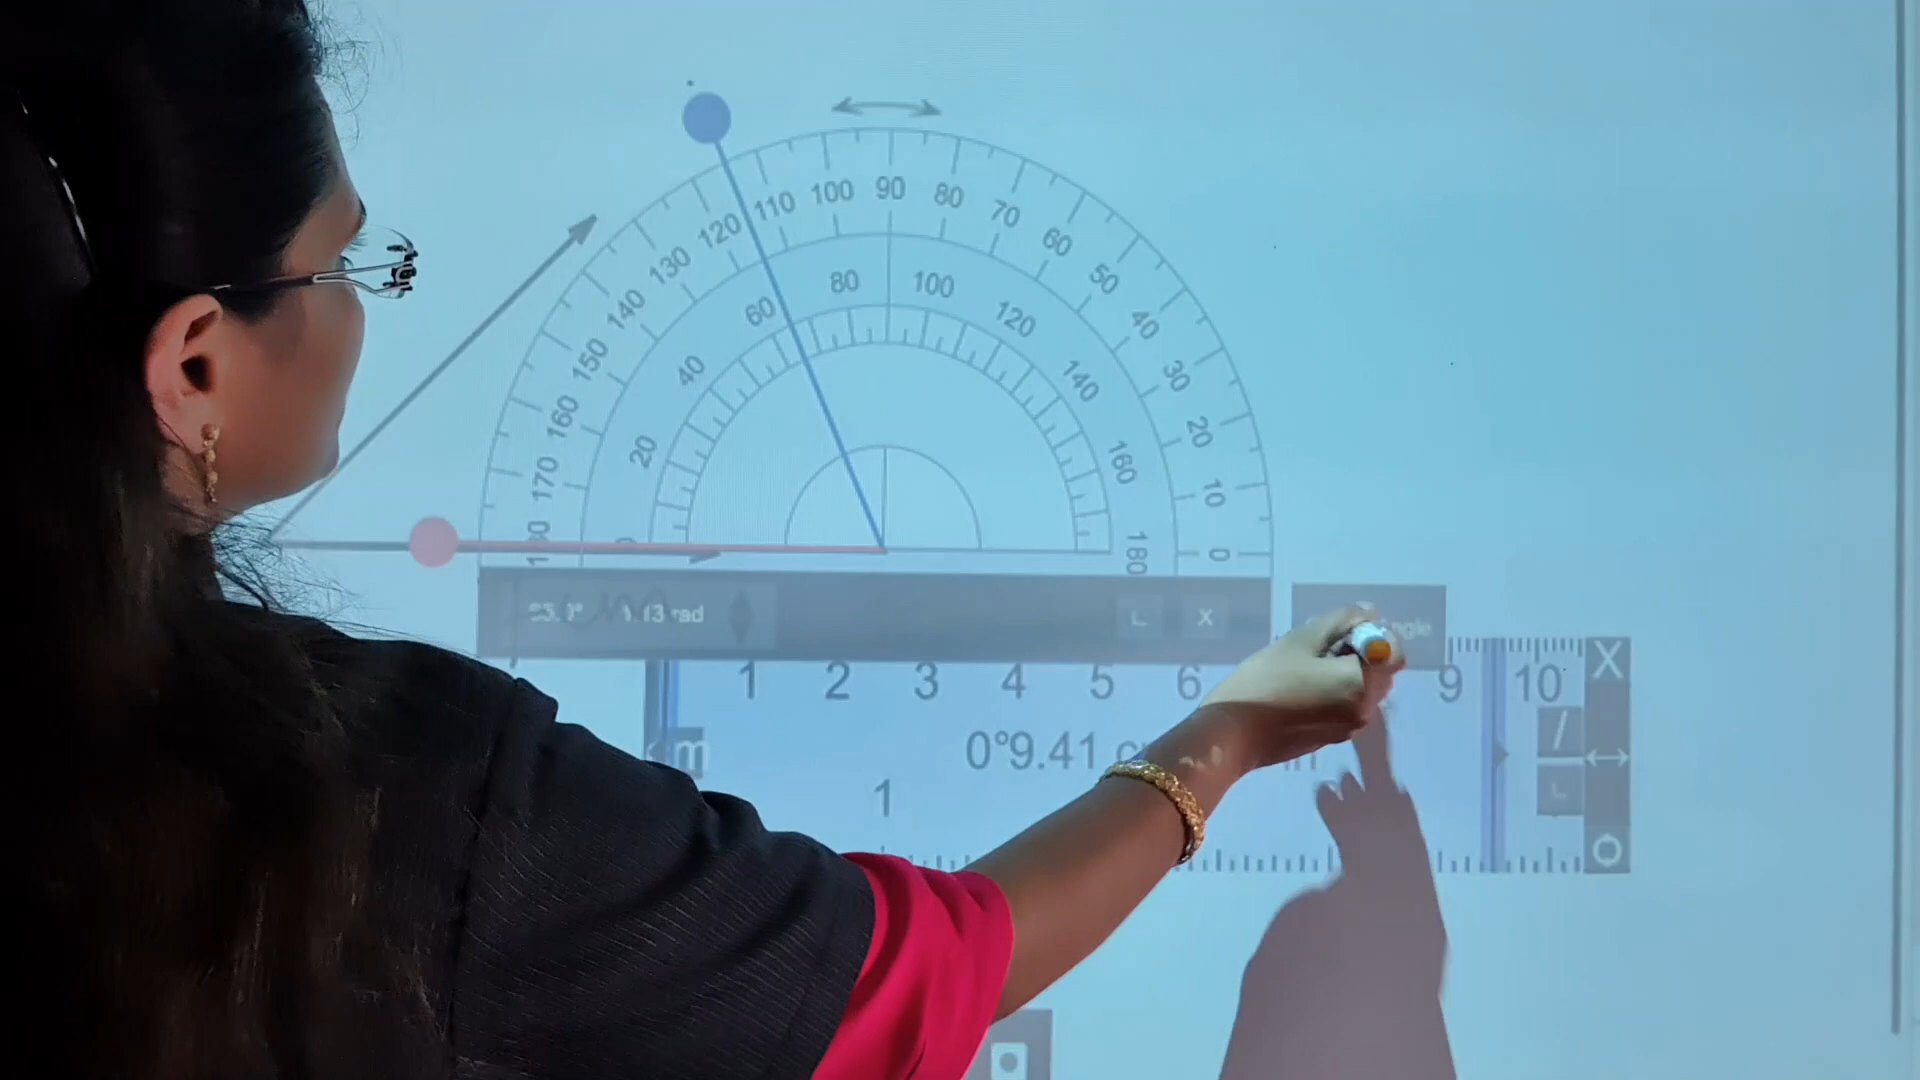 180 170 160 150 140 130 120 110 100 90 80 70 60 50 40 30 20 10 0
0 20 40 60 80 100 120 140 160 180
1.13 rad L X
1 2 3 4 5 6 9 10 X
0°9.41
1